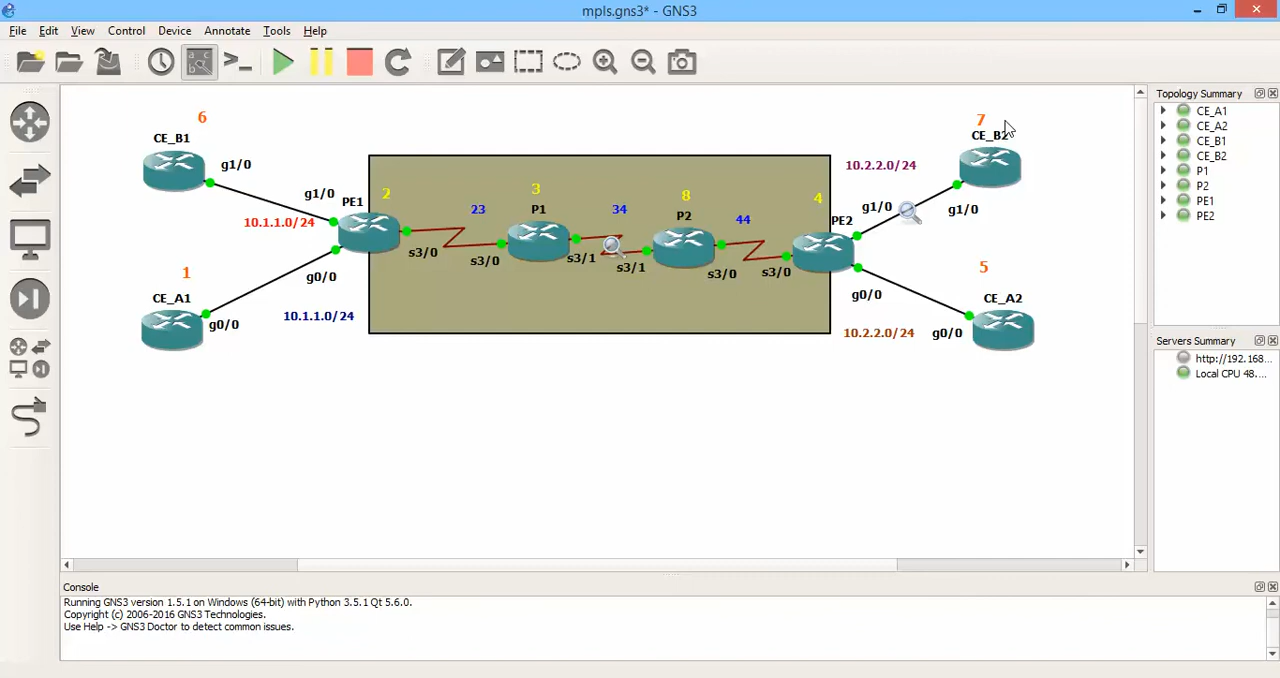 mpls.gns3* - GNS3
File Edit View Control Device Annotate Tools Help
6
CE_B1
g1/0
g1/0
10.1.1.0/24
PE1
2
23
3
P1
34
8
P2
44
4
PE2
10.2.2.0/24
7
CE_B2
g1/0
g1/0
s3/0
s3/0
s3/1
s3/1
s3/0
s3/0
1
CE_A1
g0/0
g0/0
10.1.1.0/24
g0/0
10.2.2.0/24
g0/0
5
CE_A2
Topology Summary
CE_A1
CE_A2
CE_B1
CE_B2
P1
P2
PE1
PE2
Servers Summary
http://192.168...
Local CPU 48....
Console
Running GNS3 version 1.5.1 on Windows (64-bit) with Python 3.5.1 Qt 5.6.0.
Copyright (c) 2006-2016 GNS3 Technologies.
Use Help -> GNS3 Doctor to detect common issues.